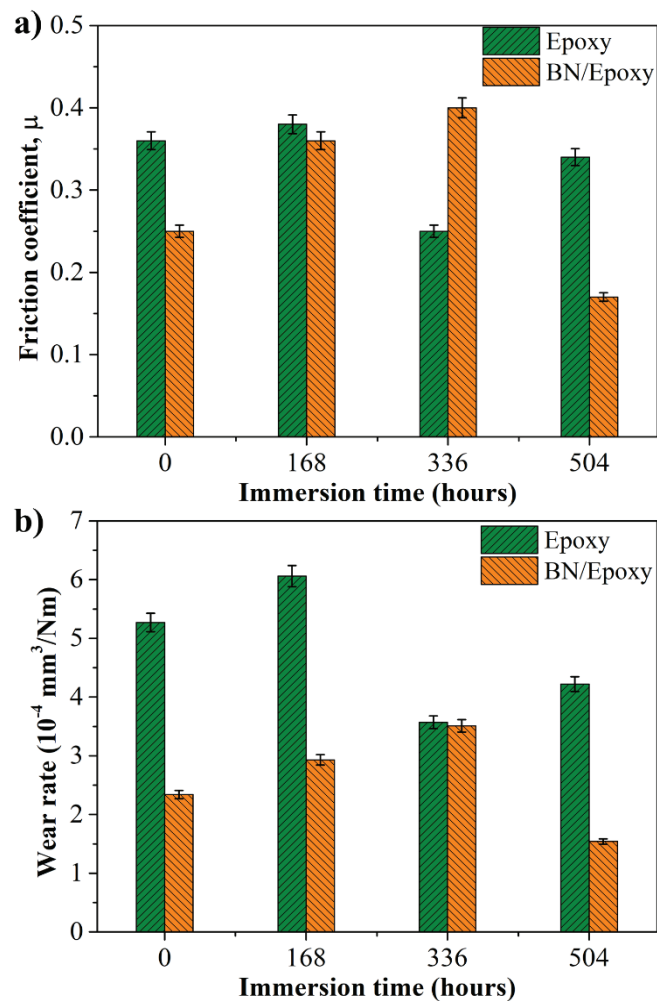 a)
0.5
0.4
0.3
0.2
0.1
0.0
Friction coefficient, μ
Epoxy
BN/Epoxy
0 168 336 504
Immersion time (hours)
b)
7
6
5
4
3
2
1
0
Wear rate (10⁻⁴ mm³/Nm)
Epoxy
BN/Epoxy
0 168 336 504
Immersion time (hours)